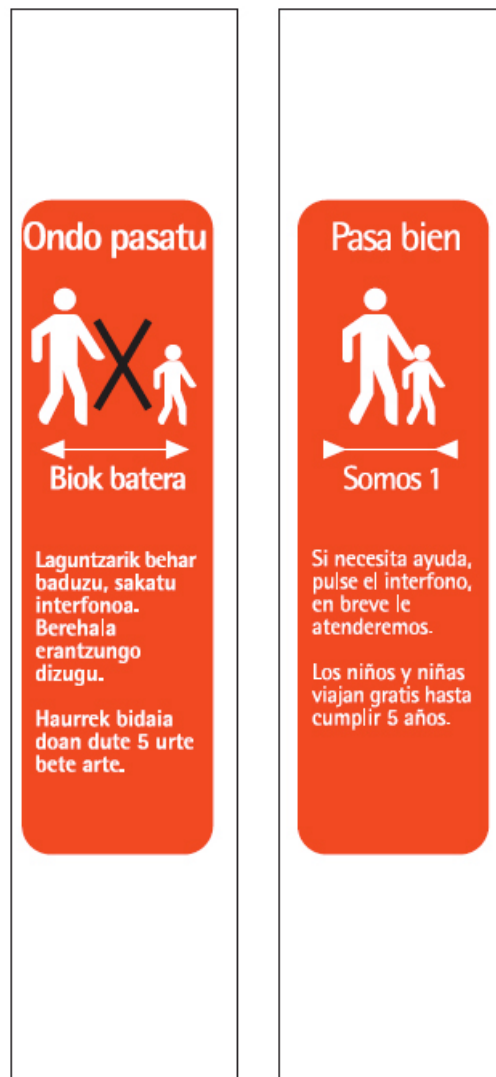 Ondo pasatu
Biok batera
Laguntzarik behar
baduzu, sakatu
interfonoa.
Berehala
erantzungo
dizugu.
Haurrek bidaia
doan dute 5 urte
bete arte.
Pasa bien
Somos 1
Si necesita ayuda,
pulse el interfono,
en breve le
atenderemos.
Los niños y niñas
viajan gratis hasta
cumplir 5 años.